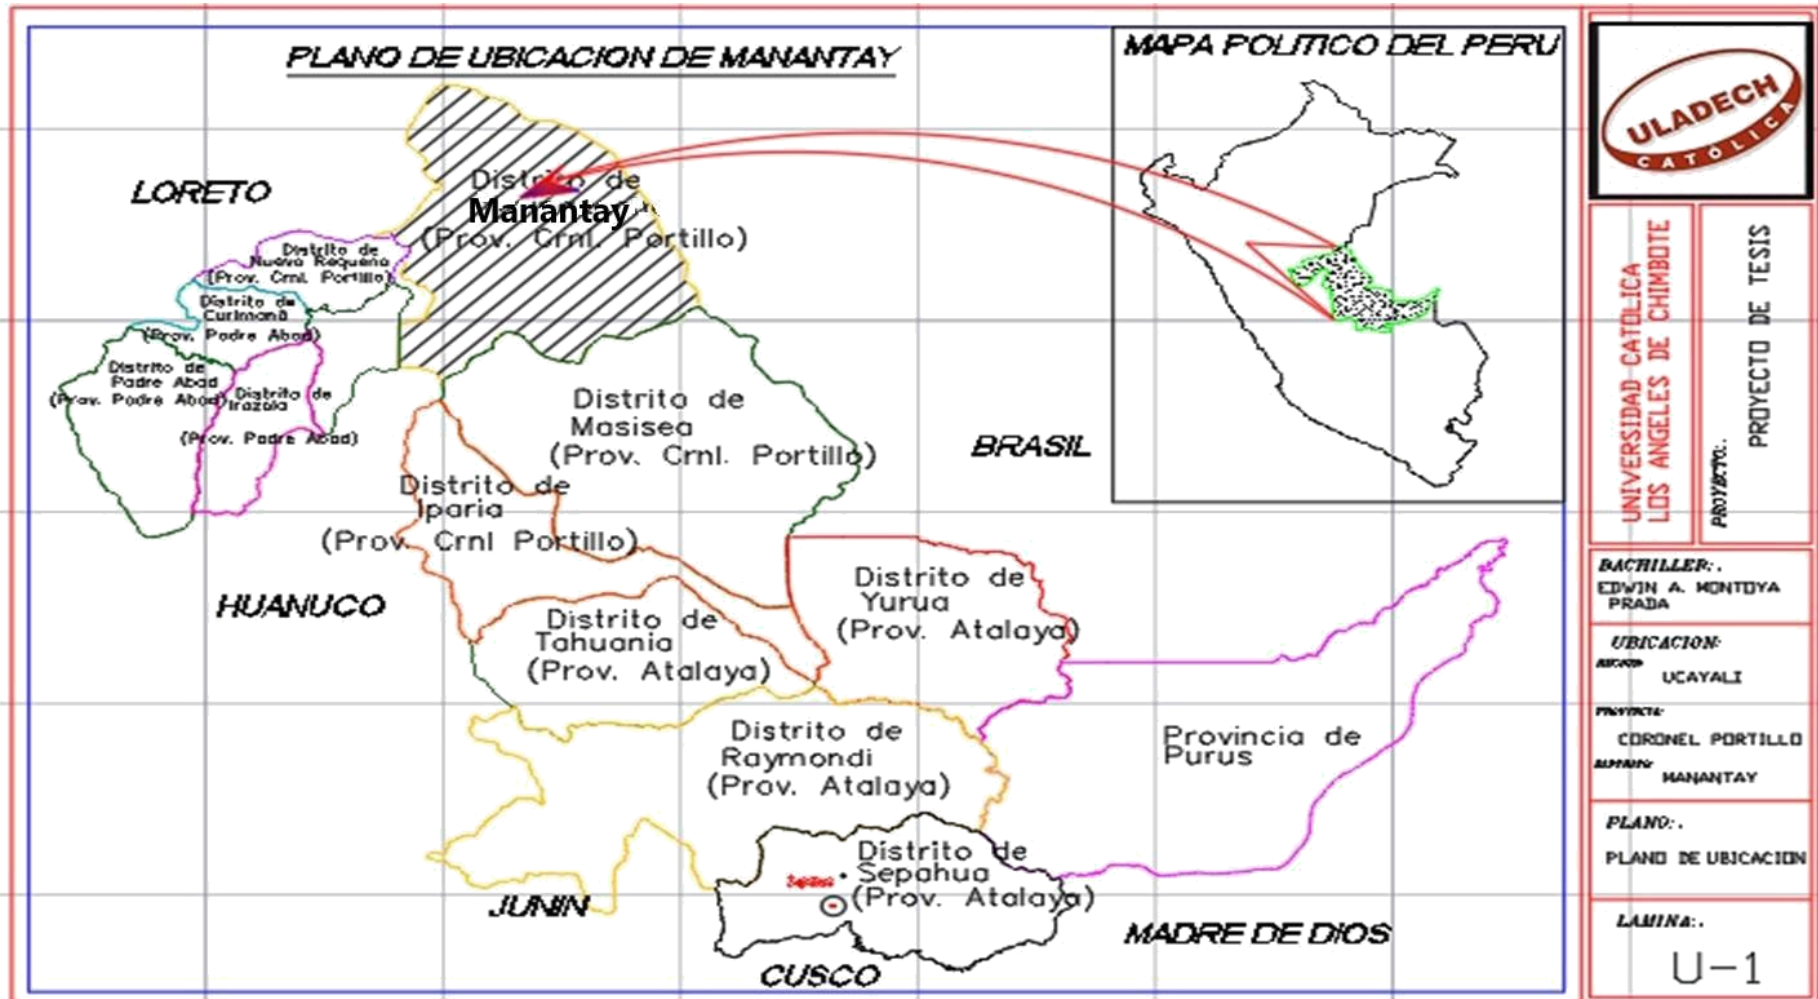 PLANO DE UBICACION DE MANANTAY
MAPA POLITICO DEL PERU
LORETO
Distrito de
Manantay
(Prov. Crnl. Portillo)
Distrito de
Nueva Requena
(Prov. Crnl. Portillo)
Distrito de
Curimaná
(Prov. Padre Abad)
Distrito de
Padre Abad
(Prov. Padre Abad)
Distrito de
Irazola
(Prov. Padre Abad)
Distrito de
Masisea
(Prov. Crnl. Portillo)
BRASIL
Distrito de
Iparia
(Prov. Crnl Portillo)
HUANUCO
Distrito de
Yurua
(Prov. Atalaya)
Distrito de
Tahuania
(Prov. Atalaya)
Distrito de
Raymondi
(Prov. Atalaya)
Provincia de
Purus
Distrito de
Sepahua
(Prov. Atalaya)
JUNIN
CUSCO
MADRE DE DIOS
ULADECH
CATÓLICA
UNIVERSIDAD CATOLICA
LOS ANGELES DE CHIMBOTE
PROYECTO:.
PROYECTO DE TESIS
BACHILLER:.
EDWIN A. MONTOYA
PRADA
UBICACION:
UCAYALI
CORONEL PORTILLO
MANANTAY
PLANO:.
PLANO DE UBICACION
LAMINA:.
U-1